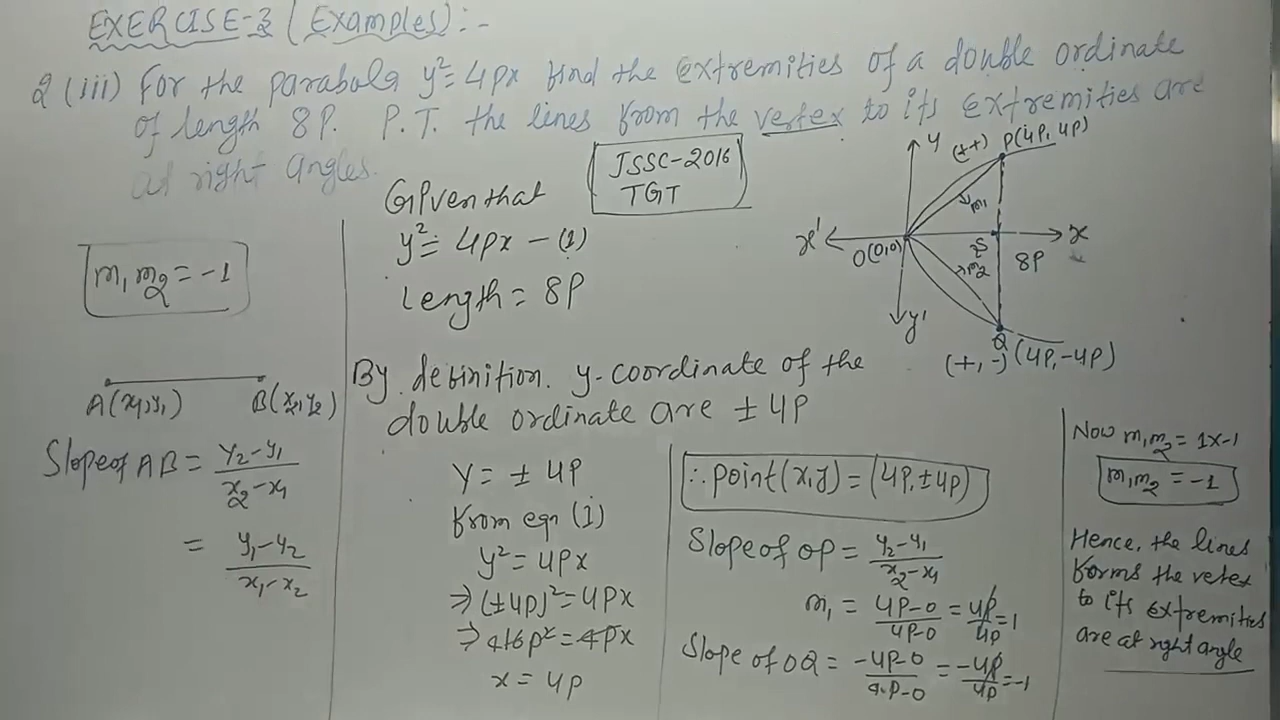 EXERCISE-2 (Examples):-
2 (iii) For the parabola y²=4px find the extremities of a double ordinate
of length 8P. P.T. the lines from the vertex to its extremities are
at right angles.
JSSC-2016
TGT
m₁m₂ = -1
A(x₁,y₁) B(x₂,y₂)
Slope of AB = y₂-y₁/x₂-x₁
= y₁-y₂/x₁-x₂
Given that
y² = 4px - (1)
Length = 8P
y
(++) P(4P, 4P)
m₁
x' x
O(0,0) S 8P
m₂
y'
Q
(+,-) (4P,-4P)
By definition. y-coordinate of the
double ordinate are ± 4P
y = ± 4P
from eqn (1)
y² = 4px
⇒ (±4P)² = 4px
⇒ 16p² = 4px
x = 4P
∴ point(x,y) = (4P, ±4P)
Slope of OP = y₂-y₁/x₂-x₁
m₁ = 4P-0/4P-0 = 4P/4P = 1
Slope of OQ = -4P-0/4P-0 = -4P/4P = -1
Now m₁m₂ = 1x-1
m₁m₂ = -1
Hence, the lines
forms the vetex
to its extremities
are at right angle